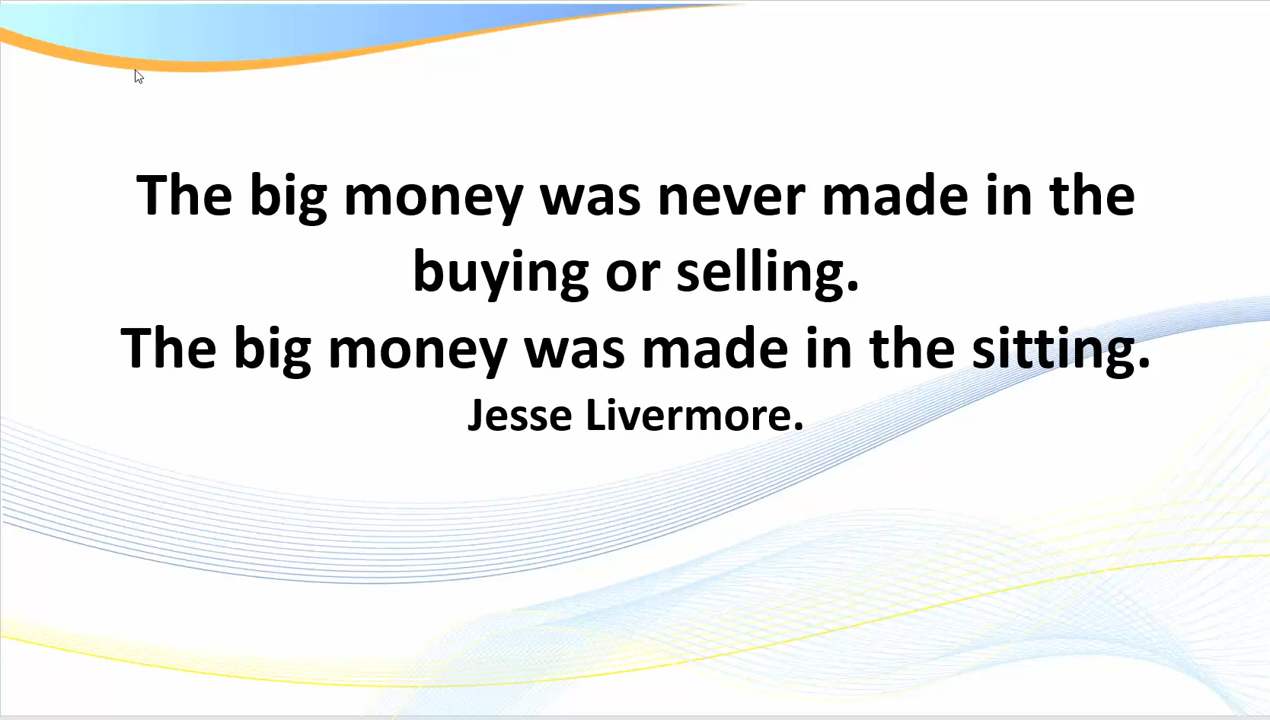 The big money was never made in the
buying or selling.
The big money was made in the sitting.
Jesse Livermore.